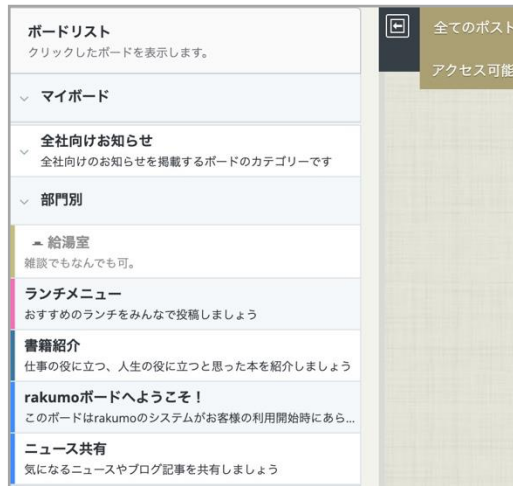 ボードリスト
クリックしたボードを表示します。
マイボード
全社向けお知らせ
全社向けのお知らせを掲載するボードのカテゴリーです
部門別
給湯室
雑談でもなんでも可。
ランチメニュー
おすすめのランチをみんなで投稿しましょう
書籍紹介
仕事の役に立つ、人生の役に立つと思った本を紹介しましょう
rakumoボードへようこそ！
このボードはrakumoのシステムがお客様の利用開始時にあら...
ニュース共有
気になるニュースやブログ記事を共有しましょう
全てのポスト
アクセス可能